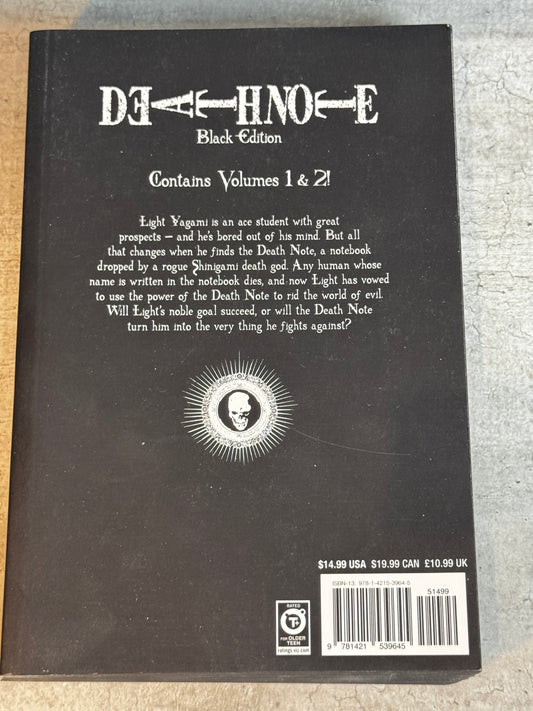 DEATHNOTE
Black Edition
Contains Volumes 1 & 2!
Light Yagami is an ace student with great
prospects – and he's bored out of his mind. But all
that changes when he finds the Death Note, a notebook
dropped by a rogue Shinigami death god. Any human whose
name is written in the notebook dies, and now Light has vowed
to use the power of the Death Note to rid the world of evil.
Will Light's noble goal succeed, or will the Death Note
turn him into the very thing he fights against?
$14.99 USA $19.99 CAN £10.99 UK
ISBN-13: 978-1-4215-3964-5
51499
9 781421 539645
RATED
T+
FOR OLDER
TEEN
ratings.viz.com